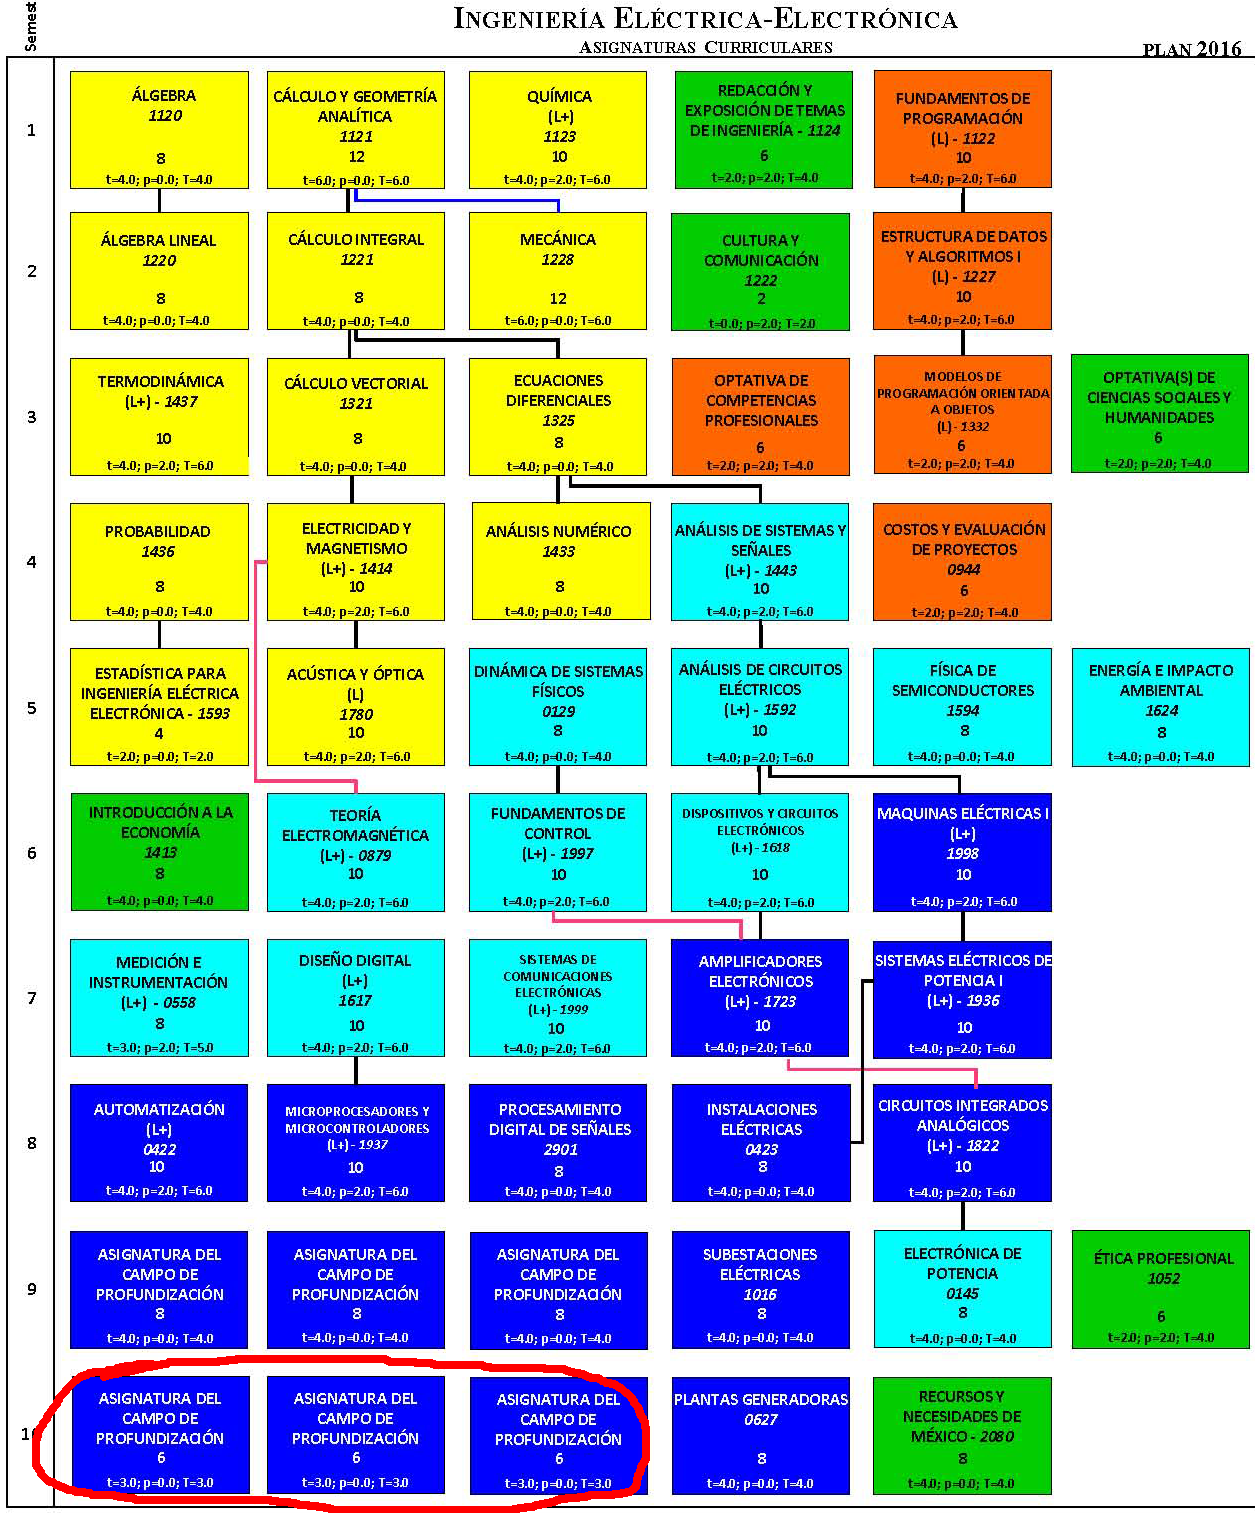 INGENIERÍA ELÉCTRICA-ELECTRÓNICA
ASIGNATURAS CURRICULARES
PLAN 2016
Semest
1
ÁLGEBRA
1120
8
t=4.0; p=0.0; T=4.0
CÁLCULO Y GEOMETRÍA
ANALÍTICA
1121
12
t=6.0; p=0.0; T=6.0
QUÍMICA
(L+)
1123
10
t=4.0; p=2.0; T=6.0
REDACCIÓN Y
EXPOSICIÓN DE TEMAS
DE INGENIERÍA - 1124
6
t=2.0; p=2.0; T=4.0
FUNDAMENTOS DE
PROGRAMACIÓN
(L) - 1122
10
t=4.0; p=2.0; T=6.0
2
ÁLGEBRA LINEAL
1220
8
t=4.0; p=0.0; T=4.0
CÁLCULO INTEGRAL
1221
8
t=4.0; p=0.0; T=4.0
MECÁNICA
1228
12
t=6.0; p=0.0; T=6.0
CULTURA Y
COMUNICACIÓN
1222
2
t=0.0; p=2.0; T=2.0
ESTRUCTURA DE DATOS
Y ALGORITMOS I
(L) - 1227
10
t=4.0; p=2.0; T=6.0
3
TERMODINÁMICA
(L+) - 1437
10
t=4.0; p=2.0; T=6.0
CÁLCULO VECTORIAL
1321
8
t=4.0; p=0.0; T=4.0
ECUACIONES
DIFERENCIALES
1325
8
t=4.0; p=0.0; T=4.0
OPTATIVA DE
COMPETENCIAS
PROFESIONALES
6
t=2.0; p=2.0; T=4.0
MODELOS DE
PROGRAMACIÓN ORIENTADA
A OBJETOS
(L) - 1332
6
t=2.0; p=2.0; T=4.0
OPTATIVA(S) DE
CIENCIAS SOCIALES Y
HUMANIDADES
6
t=2.0; p=2.0; T=4.0
4
PROBABILIDAD
1436
8
t=4.0; p=0.0; T=4.0
ELECTRICIDAD Y
MAGNETISMO
(L+) - 1414
10
t=4.0; p=2.0; T=6.0
ANÁLISIS NUMÉRICO
1433
8
t=4.0; p=0.0; T=4.0
ANÁLISIS DE SISTEMAS Y
SEÑALES
(L+) - 1443
10
t=4.0; p=2.0; T=6.0
COSTOS Y EVALUACIÓN
DE PROYECTOS
0944
6
t=2.0; p=2.0; T=4.0
5
ESTADÍSTICA PARA
INGENIERÍA ELÉCTRICA
ELECTRÓNICA - 1593
4
t=2.0; p=0.0; T=2.0
ACÚSTICA Y ÓPTICA
(L)
1780
10
t=4.0; p=2.0; T=6.0
DINÁMICA DE SISTEMAS
FÍSICOS
0129
8
t=4.0; p=0.0; T=4.0
ANÁLISIS DE CIRCUITOS
ELÉCTRICOS
(L+) - 1592
10
t=4.0; p=2.0; T=6.0
FÍSICA DE
SEMICONDUCTORES
1594
8
t=4.0; p=0.0; T=4.0
ENERGÍA E IMPACTO
AMBIENTAL
1624
8
t=4.0; p=0.0; T=4.0
6
INTRODUCCIÓN A LA
ECONOMÍA
1413
8
t=4.0; p=0.0; T=4.0
TEORÍA
ELECTROMAGNÉTICA
(L+) - 0879
10
t=4.0; p=2.0; T=6.0
FUNDAMENTOS DE
CONTROL
(L+) - 1997
10
t=4.0; p=2.0; T=6.0
DISPOSITIVOS Y CIRCUITOS
ELECTRÓNICOS
(L+) - 1618
10
t=4.0; p=2.0; T=6.0
MAQUINAS ELÉCTRICAS I
(L+)
1998
10
t=4.0; p=2.0; T=6.0
7
MEDICIÓN E
INSTRUMENTACIÓN
(L+) - 0558
8
t=3.0; p=2.0; T=5.0
DISEÑO DIGITAL
(L+)
1617
10
t=4.0; p=2.0; T=6.0
SISTEMAS DE
COMUNICACIONES
ELECTRÓNICAS
(L+) - 1999
10
t=4.0; p=2.0; T=6.0
AMPLIFICADORES
ELECTRÓNICOS
(L+) - 1723
10
t=4.0; p=2.0; T=6.0
SISTEMAS ELÉCTRICOS DE
POTENCIA I
(L+) - 1936
10
t=4.0; p=2.0; T=6.0
8
AUTOMATIZACIÓN
(L+)
0422
10
t=4.0; p=2.0; T=6.0
MICROPROCESADORES Y
MICROCONTROLADORES
(L+) - 1937
10
t=4.0; p=2.0; T=6.0
PROCESAMIENTO
DIGITAL DE SEÑALES
2901
8
t=4.0; p=0.0; T=4.0
INSTALACIONES
ELÉCTRICAS
0423
8
t=4.0; p=0.0; T=4.0
CIRCUITOS INTEGRADOS
ANALÓGICOS
(L+) - 1822
10
t=4.0; p=2.0; T=6.0
9
ASIGNATURA DEL
CAMPO DE
PROFUNDIZACIÓN
8
t=4.0; p=0.0; T=4.0
ASIGNATURA DEL
CAMPO DE
PROFUNDIZACIÓN
8
t=4.0; p=0.0; T=4.0
ASIGNATURA DEL
CAMPO DE
PROFUNDIZACIÓN
8
t=4.0; p=0.0; T=4.0
SUBESTACIONES
ELÉCTRICAS
1016
8
t=4.0; p=0.0; T=4.0
ELECTRÓNICA DE
POTENCIA
0145
8
t=4.0; p=0.0; T=4.0
ÉTICA PROFESIONAL
1052
6
t=2.0; p=2.0; T=4.0
ASIGNATURA DEL
CAMPO DE
PROFUNDIZACIÓN
6
t=3.0; p=0.0; T=3.0
ASIGNATURA DEL
CAMPO DE
PROFUNDIZACIÓN
6
t=3.0; p=0.0; T=3.0
ASIGNATURA DEL
CAMPO DE
PROFUNDIZACIÓN
6
t=3.0; p=0.0; T=3.0
PLANTAS GENERADORAS
0627
8
t=4.0; p=0.0; T=4.0
RECURSOS Y
NECESIDADES DE
MÉXICO - 2080
8
t=4.0; p=0.0; T=4.0